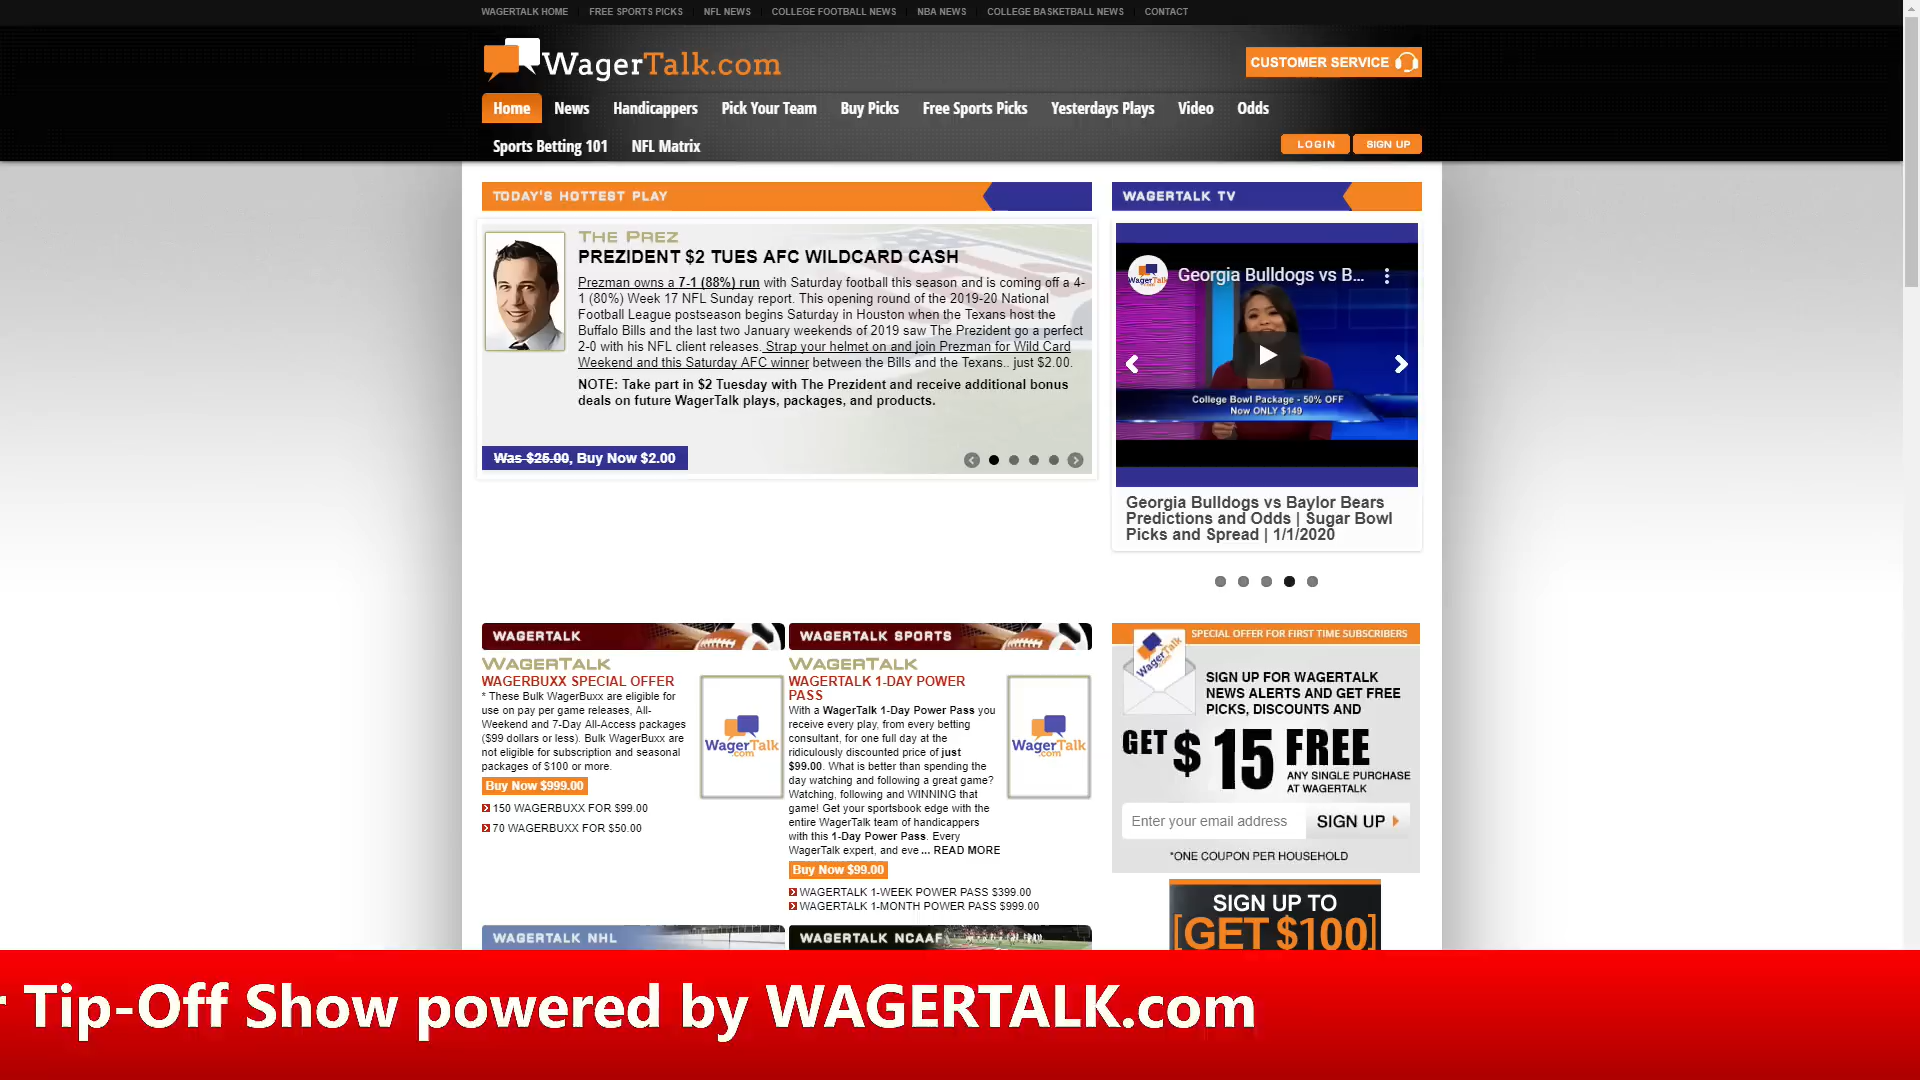 WAGERTALK HOME FREE SPORTS PICKS NFL NEWS COLLEGE FOOTBALL NEWS NBA NEWS COLLEGE BASKETBALL NEWS CONTACT
WagerTalk.com
CUSTOMER SERVICE
Home News Handicappers Pick Your Team Buy Picks Free Sports Picks Yesterdays Plays Video Odds
Sports Betting 101 NFL Matrix
LOGIN SIGN UP
TODAY'S HOTTEST PLAY
THE PREZ
PREZIDENT $2 TUES AFC WILDCARD CASH
Prezman owns a 7-1 (88%) run with Saturday football this season and is coming off a 4-
1 (80%) Week 17 NFL Sunday report. This opening round of the 2019-20 National
Football League postseason begins Saturday in Houston when the Texans host the
Buffalo Bills and the last two January weekends of 2019 saw The Prezident go a perfect
2-0 with his NFL client releases. Strap your helmet on and join Prezman for Wild Card
Weekend and this Saturday AFC winner between the Bills and the Texans.. just $2.00.
NOTE: Take part in $2 Tuesday with The Prezident and receive additional bonus
deals on future WagerTalk plays, packages, and products.
Was $25.00, Buy Now $2.00
WAGERTALK TV
Georgia Bulldogs vs B...
College Bowl Package - 50% OFF
Now ONLY $149
Georgia Bulldogs vs Baylor Bears
Predictions and Odds | Sugar Bowl
Picks and Spread | 1/1/2020
WAGERTALK
WAGERTALK
WAGERBUXX SPECIAL OFFER
* These Bulk WagerBuxx are eligible for
use on pay per game releases, All-
Weekend and 7-Day All-Access packages
($99 dollars or less). Bulk WagerBuxx are
not eligible for subscription and seasonal
packages of $100 or more.
Buy Now $999.00
150 WAGERBUXX FOR $99.00
70 WAGERBUXX FOR $50.00
WagerTalk
.com
WAGERTALK SPORTS
WAGERTALK
WAGERTALK 1-DAY POWER
PASS
With a WagerTalk 1-Day Power Pass you
receive every play, from every betting
consultant, for one full day at the
ridiculously discounted price of just
$99.00. What is better than spending the
day watching and following a great game?
Watching, following and WINNING that
game! Get your sportsbook edge with the
entire WagerTalk team of handicappers
with this 1-Day Power Pass. Every
WagerTalk expert, and eve ... READ MORE
Buy Now $99.00
WAGERTALK 1-WEEK POWER PASS $399.00
WAGERTALK 1-MONTH POWER PASS $999.00
WagerTalk
.com
SPECIAL OFFER FOR FIRST TIME SUBSCRIBERS
WagerTalk
SIGN UP FOR WAGERTALK
NEWS ALERTS AND GET FREE
PICKS, DISCOUNTS AND
GET $15 FREE
ANY SINGLE PURCHASE
AT WAGERTALK
Enter your email address SIGN UP
*ONE COUPON PER HOUSEHOLD
SIGN UP TO
[GET $100]
WAGERTALK NHL
WAGERTALK NCAAF
r Tip-Off Show powered by WAGERTALK.com